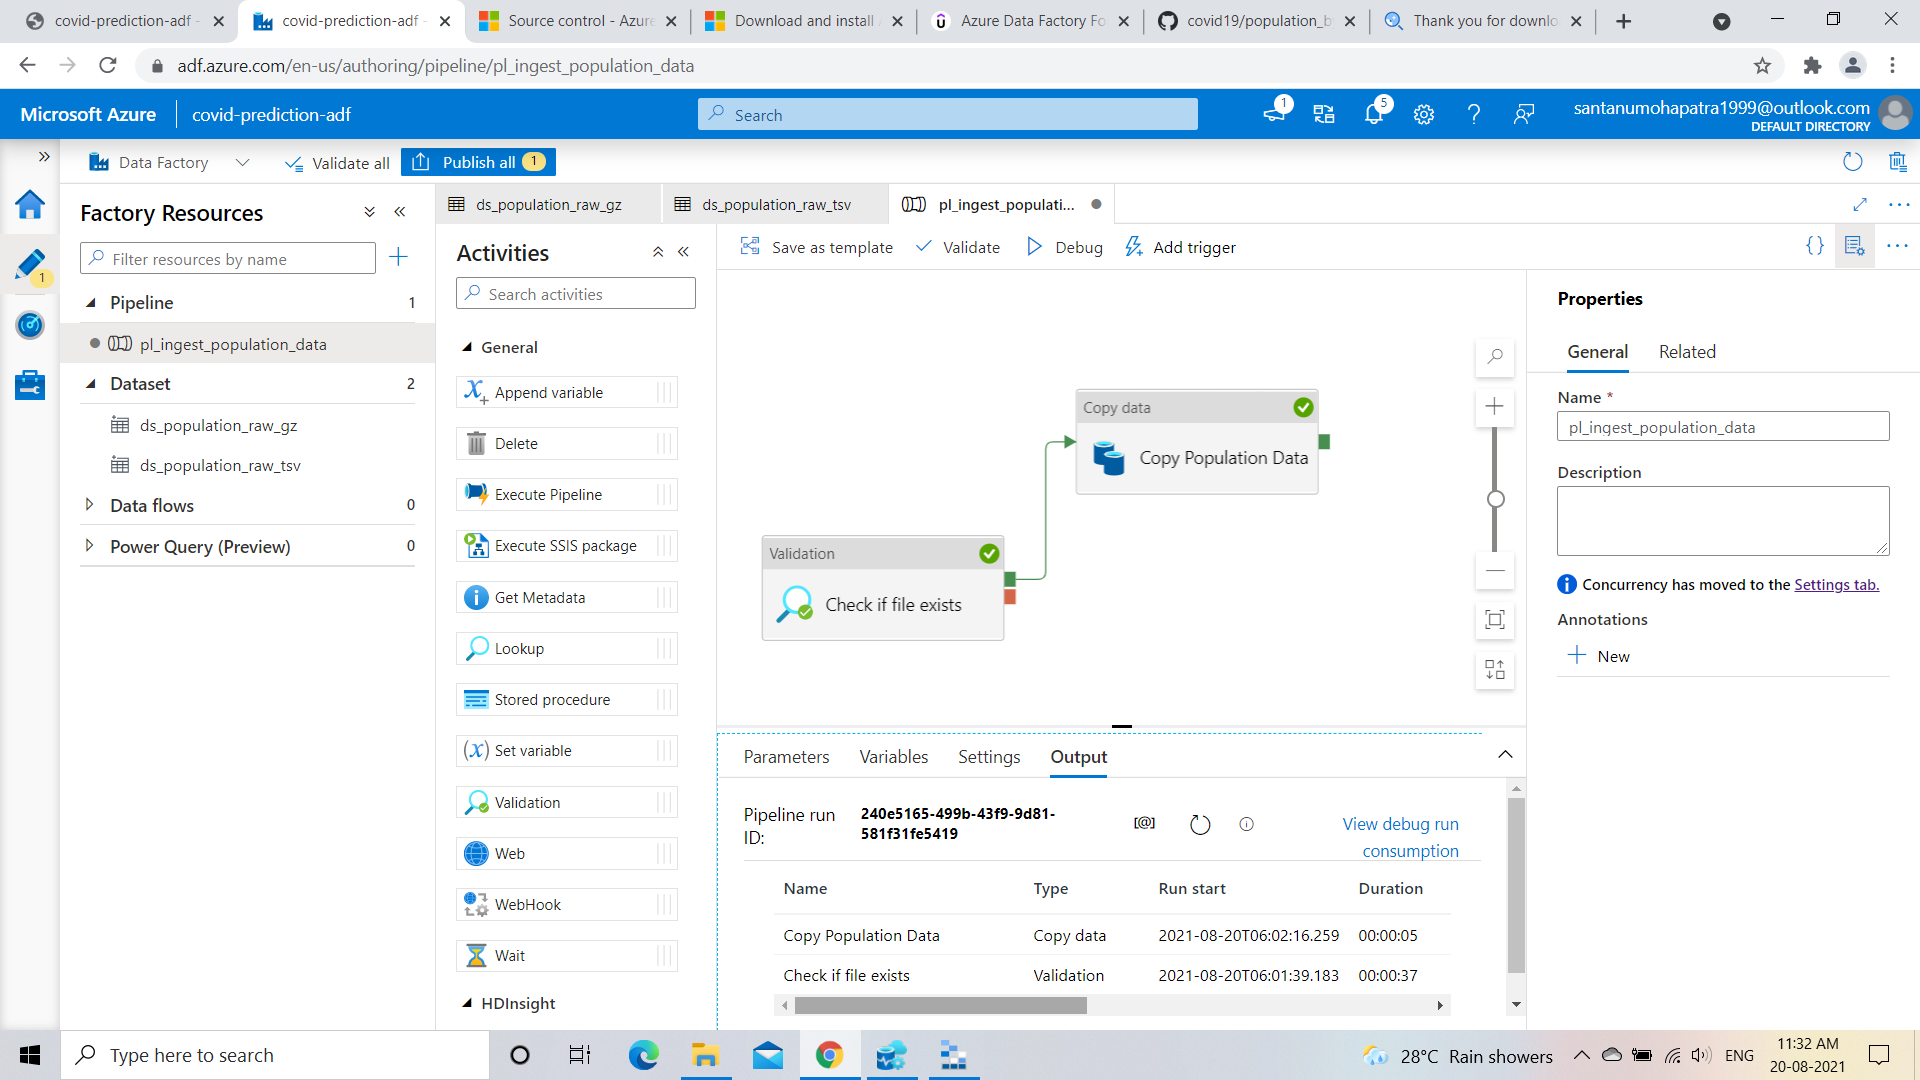 covid-prediction-adf -
covid-prediction-adf -
Source control - Azure
Download and install
Azure Data Factory Fo
covid19/population_b
Thank you for downlo
adf.azure.com/en-us/authoring/pipeline/pl_ingest_population_data
Microsoft Azure
covid-prediction-adf
Search
1
5
santanumohapatra1999@outlook.com
DEFAULT DIRECTORY
Data Factory
Validate all
Publish all 1
1
Factory Resources
Filter resources by name
Pipeline 1
pl_ingest_population_data
Dataset 2
ds_population_raw_gz
ds_population_raw_tsv
Data flows 0
Power Query (Preview) 0
ds_population_raw_gz
ds_population_raw_tsv
pl_ingest_populati...
Activities
Search activities
General
Append variable
Delete
Execute Pipeline
Execute SSIS package
Get Metadata
Lookup
Stored procedure
Set variable
Validation
Web
WebHook
Wait
HDInsight
Save as template
Validate
Debug
Add trigger
Copy data
Copy Population Data
Validation
Check if file exists
Parameters
Variables
Settings
Output
Pipeline run ID:
240e5165-499b-43f9-9d81-
581f31fe5419
View debug run
consumption
Name Type Run start Duration
Copy Population Data Copy data 2021-08-20T06:02:16.259 00:00:05
Check if file exists Validation 2021-08-20T06:01:39.183 00:00:37
Properties
General
Related
Name *
pl_ingest_population_data
Description
Concurrency has moved to the Settings tab.
Annotations
New
Type here to search
28°C Rain showers
ENG
11:32 AM
20-08-2021